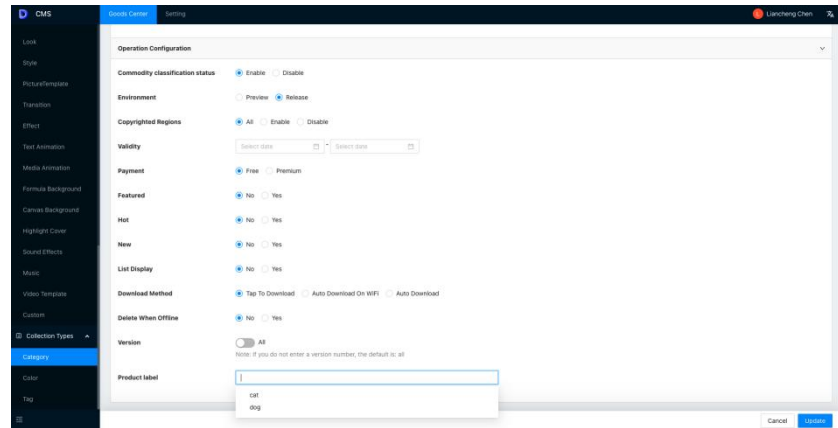 CMS
Goods Center
Setting
Liancheng Chen
Look
Style
PictureTemplate
Transition
Effect
Text Animation
Media Animation
Formula Background
Canvas Background
Highlight Cover
Sound Effects
Music
Video Template
Custom
Collection Types
Category
Color
Tag
Operation Configuration
Commodity classification status
Enable Disable
Environment
Preview Release
Copyrighted Regions
All Enable Disable
Validity
Select date - Select date
Payment
Free Premium
Featured
No Yes
Hot
No Yes
New
No Yes
List Display
No Yes
Download Method
Tap To Download Auto Download On WiFi Auto Download
Delete When Offline
No Yes
Version
All
Note: If you do not enter a version number, the default is: all
Product label
cat
dog
Cancel Update